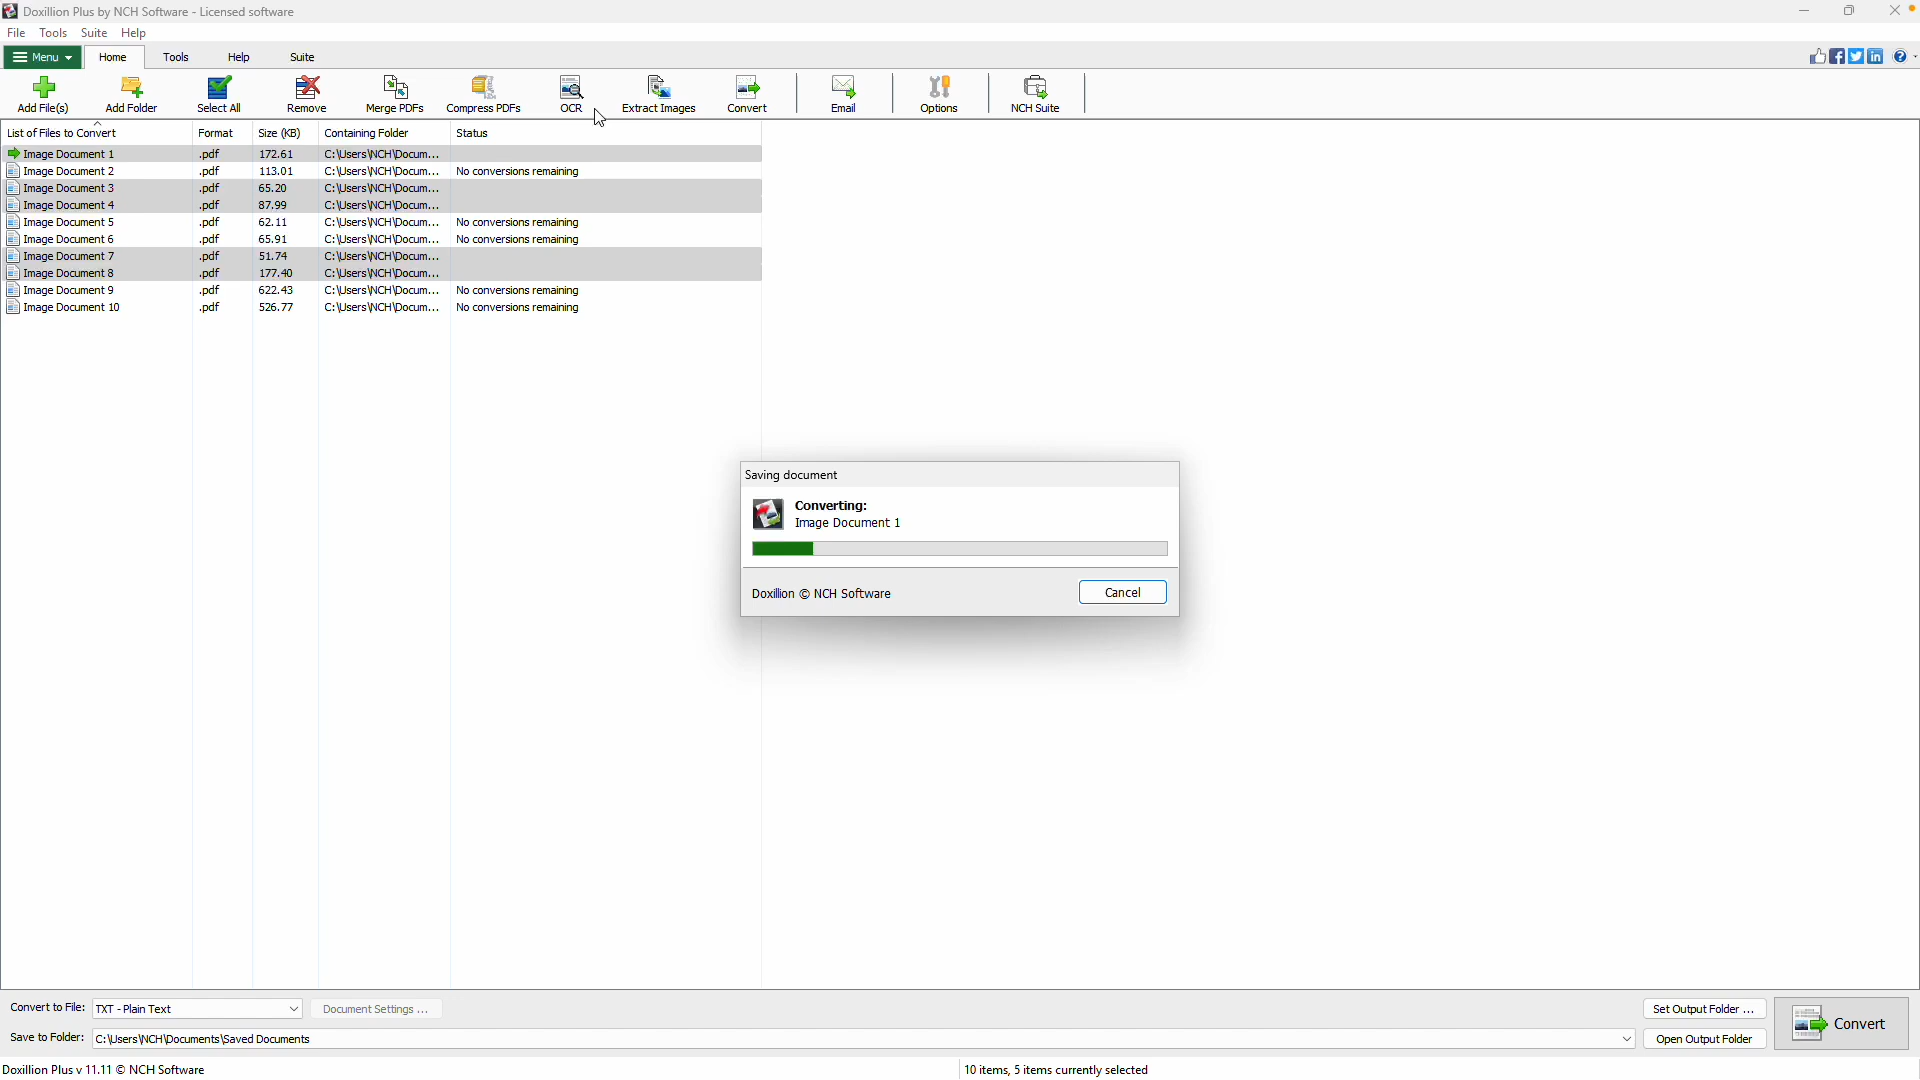 Doxillion Plus by NCH Software - Licensed software
File Tools Suite Help
Menu Home Tools Help Suite
Add File(s) Add Folder Select All Remove Merge PDFs Compress PDFs OCR Extract Images Convert Email Options NCH Suite
List of Files to Convert Format Size (KB) Containing Folder Status
Image Document 1 .pdf 172.61 C:\Users\NCH\Docum...
Image Document 2 .pdf 113.01 C:\Users\NCH\Docum... No conversions remaining
Image Document 3 .pdf 65.20 C:\Users\NCH\Docum...
Image Document 4 .pdf 87.99 C:\Users\NCH\Docum...
Image Document 5 .pdf 62.11 C:\Users\NCH\Docum... No conversions remaining
Image Document 6 .pdf 65.91 C:\Users\NCH\Docum... No conversions remaining
Image Document 7 .pdf 51.74 C:\Users\NCH\Docum...
Image Document 8 .pdf 177.40 C:\Users\NCH\Docum...
Image Document 9 .pdf 622.43 C:\Users\NCH\Docum... No conversions remaining
Image Document 10 .pdf 526.77 C:\Users\NCH\Docum... No conversions remaining
Saving document
Converting:
Image Document 1
Doxillion © NCH Software Cancel
Convert to File: TXT - Plain Text Document Settings ... Set Output Folder ...
Convert
Save to Folder: C:\Users\NCH\Documents\Saved Documents Open Output Folder
Doxillion Plus v 11.11 © NCH Software 10 items, 5 items currently selected